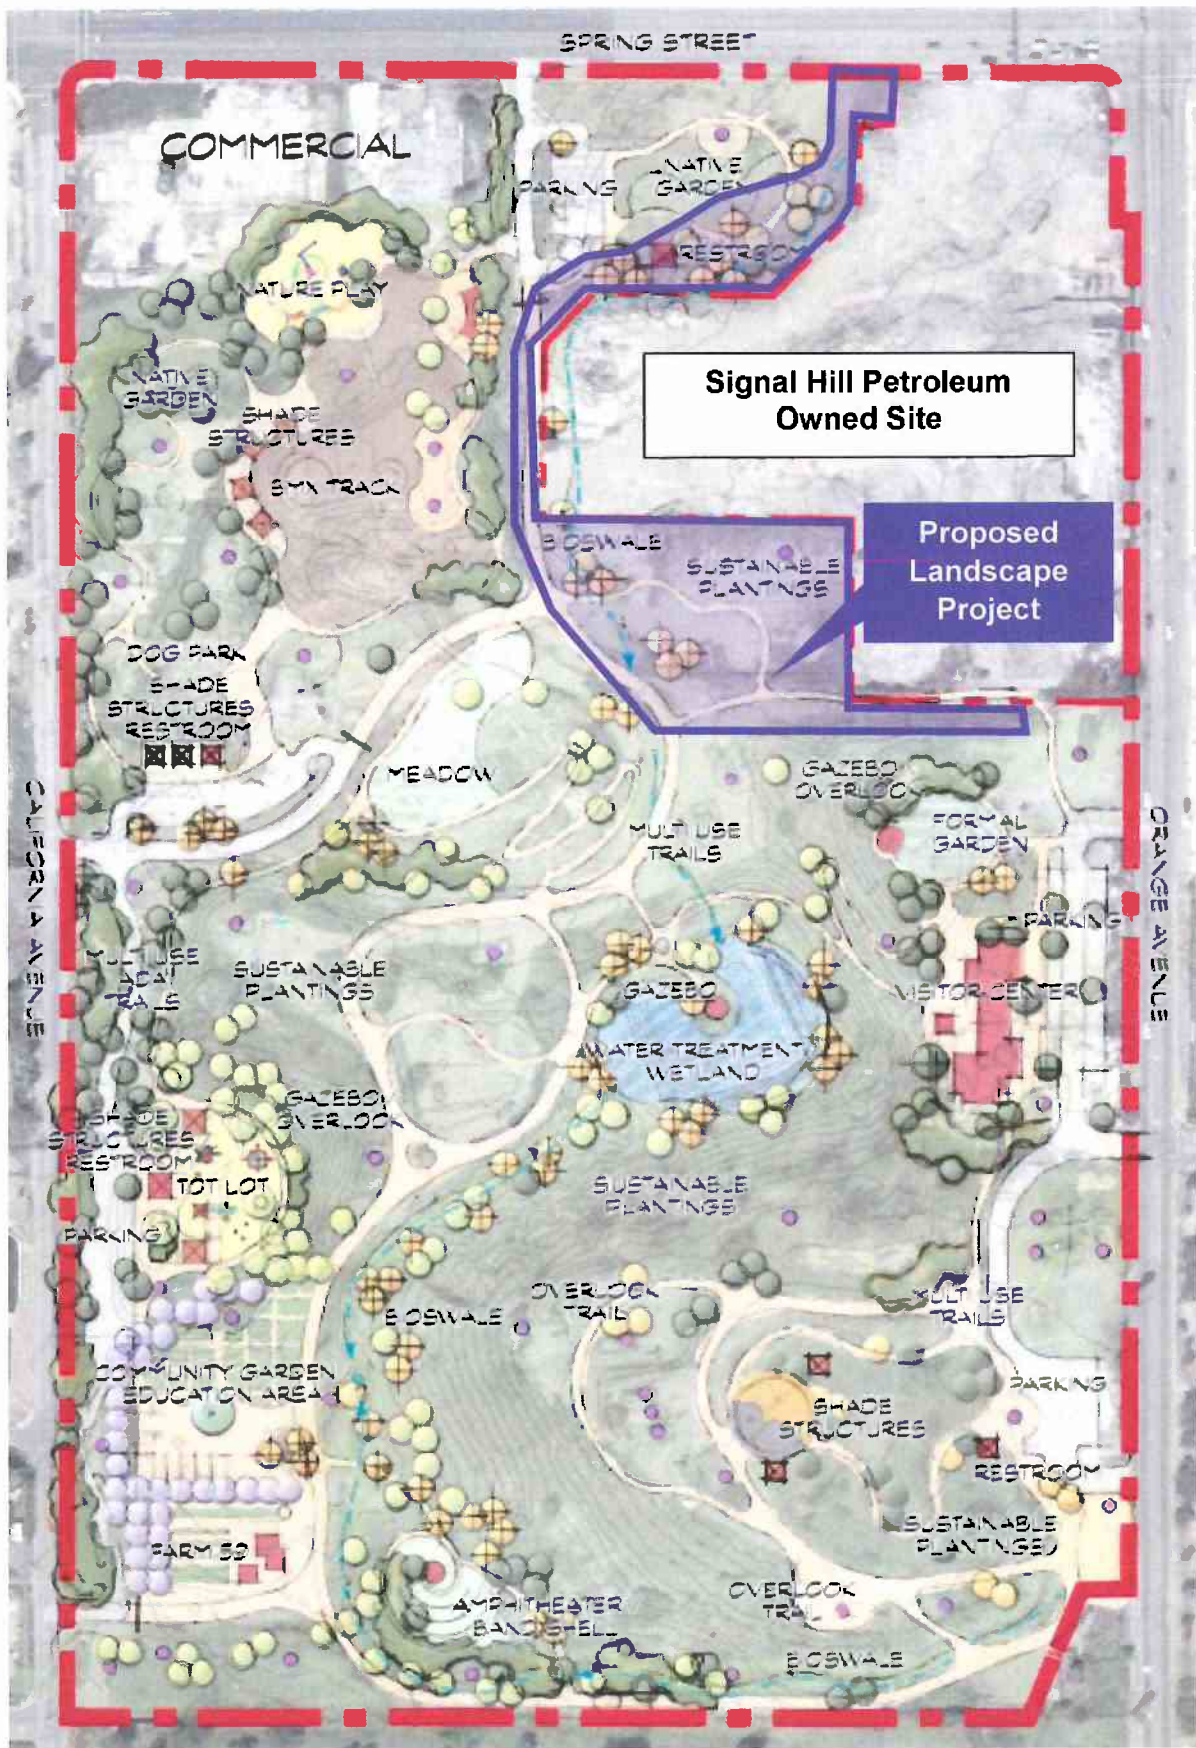 SPRING STREET
COMMERCIAL
PARKING
NATIVE
GARDEN
RESTROOM
NATURE PLAY
NATIVE
GARDEN
SHADE
STRUCTURES
BMX TRACK
Signal Hill Petroleum
Owned Site
Proposed
Landscape
Project
BIOSWALE
SUSTAINABLE
PLANTINGS
DOG PARK
SHADE
STRUCTURES
RESTROOM
MEADOW
GAZEBO
OVERLOOK
FORMAL
GARDEN
MULTI USE
TRAILS
CALIFORNIA AVENUE
ORANGE AVENUE
PARKING
MULTI USE
ADA
TRAILS
SUSTAINABLE
PLANTINGS
GAZEBO
VISITOR CENTER
WATER TREATMENT
WETLAND
GAZEBO
OVERLOOK
SHADE
STRUCTURES
RESTROOM
TOT LOT
PARKING
SUSTAINABLE
PLANTINGS
OVERLOOK
TRAIL
MULTI USE
TRAILS
BIOSWALE
COMMUNITY GARDEN
EDUCATION AREA
PARKING
SHADE
STRUCTURES
RESTROOM
SUSTAINABLE
PLANTINGS
FARM 59
OVERLOOK
TRAIL
AMPHITHEATER
BAND SHELL
BIOSWALE